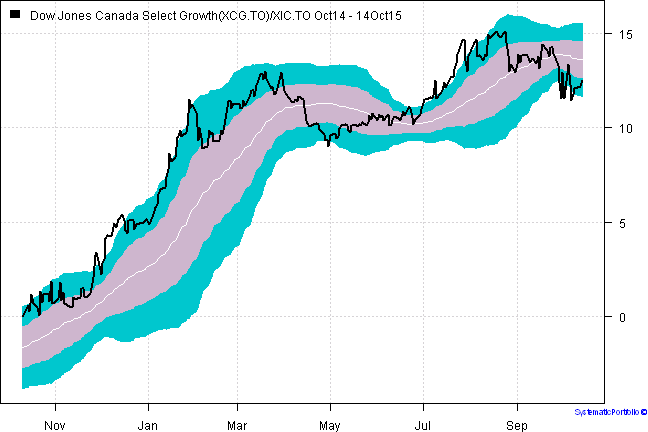 Dow Jones Canada Select Growth(XCG.TO)/XIC.TO Oct14 - 14Oct15
15
10
5
0
Nov Jan Mar May Jul Sep
SystematicPortfolio ©